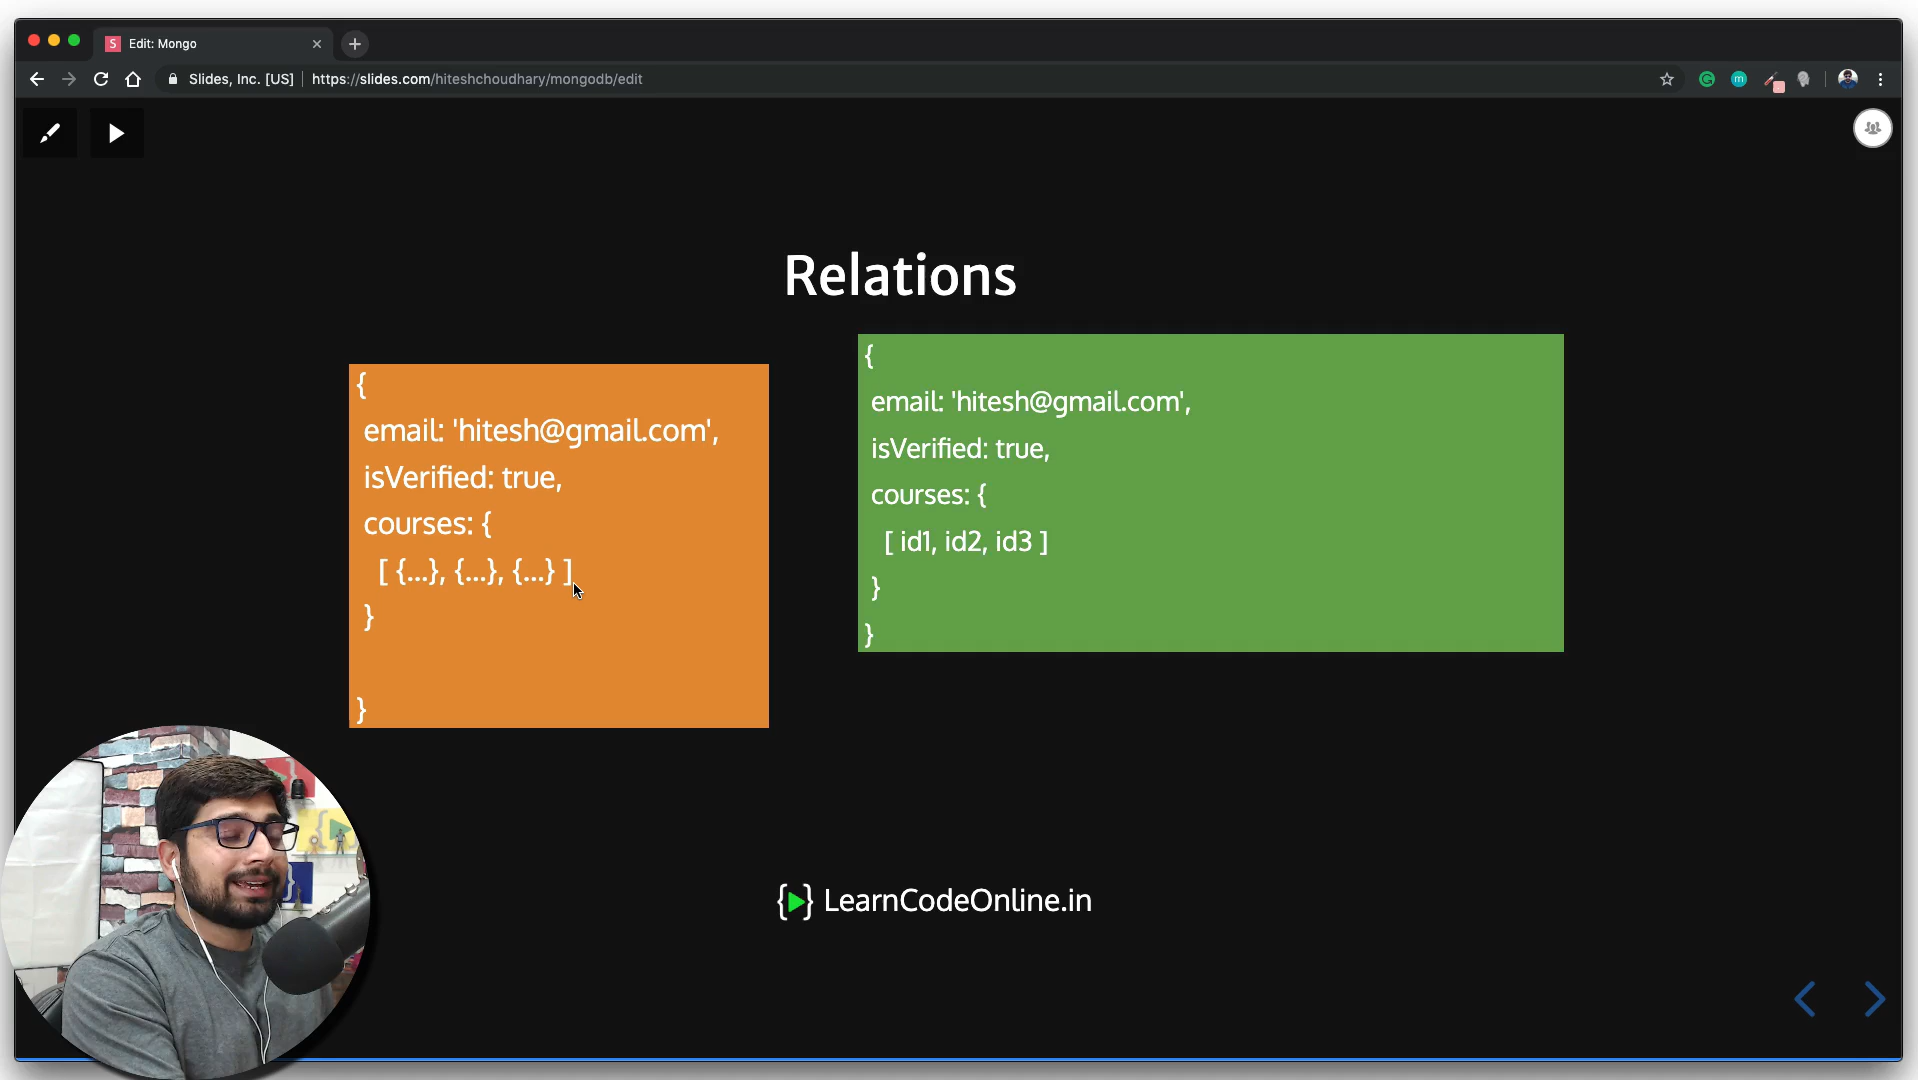 S Edit: Mongo
Slides, Inc. [US] https://slides.com/hiteshchoudhary/mongodb/edit
Relations
{
email: 'hitesh@gmail.com',
isVerified: true,
courses: {
[ {...}, {...}, {...} ]
}
}
{
email: 'hitesh@gmail.com',
isVerified: true,
courses: {
[ id1, id2, id3 ]
}
}
{▶} LearnCodeOnline.in